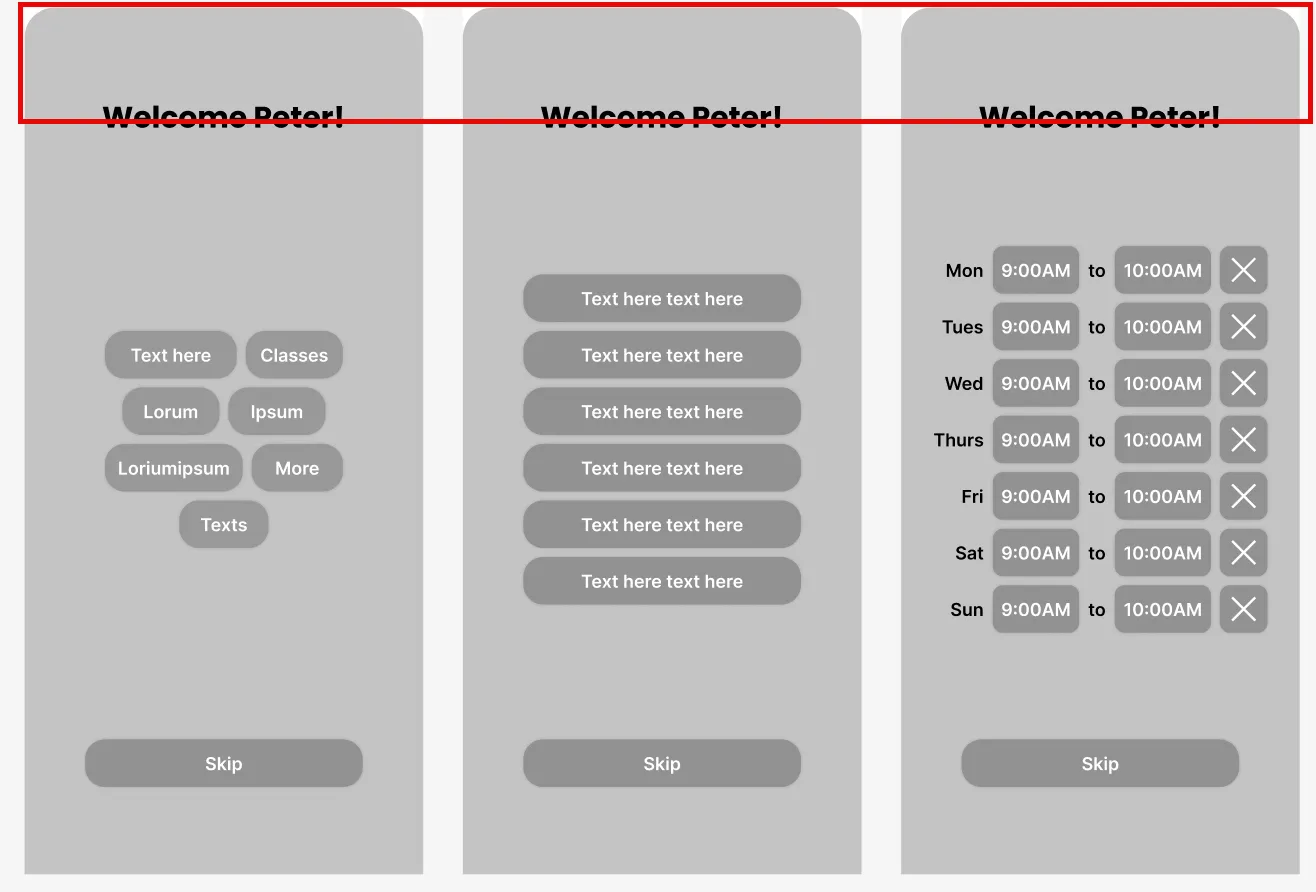 Welcome Peter!
Text here
Classes
Lorum
Ipsum
Loriumipsum
More
Texts
Skip
Welcome Peter!
Text here text here
Text here text here
Text here text here
Text here text here
Text here text here
Text here text here
Skip
Welcome Peter!
Mon 9:00AM to 10:00AM
Tues 9:00AM to 10:00AM
Wed 9:00AM to 10:00AM
Thurs 9:00AM to 10:00AM
Fri 9:00AM to 10:00AM
Sat 9:00AM to 10:00AM
Sun 9:00AM to 10:00AM
Skip